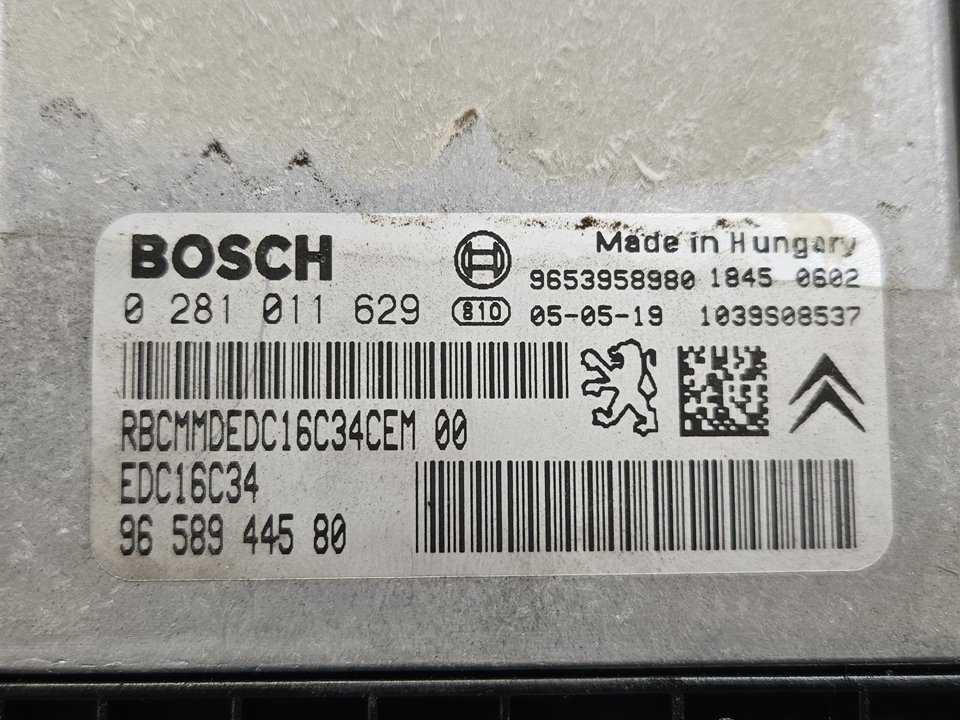 BOSCH
Made in Hungary
9653958980 1845 0602
0 281 011 629
810 05-05-19 1039S08537
RBCMMDEDC16C34CEM 00
EDC16C34
96 589 445 80